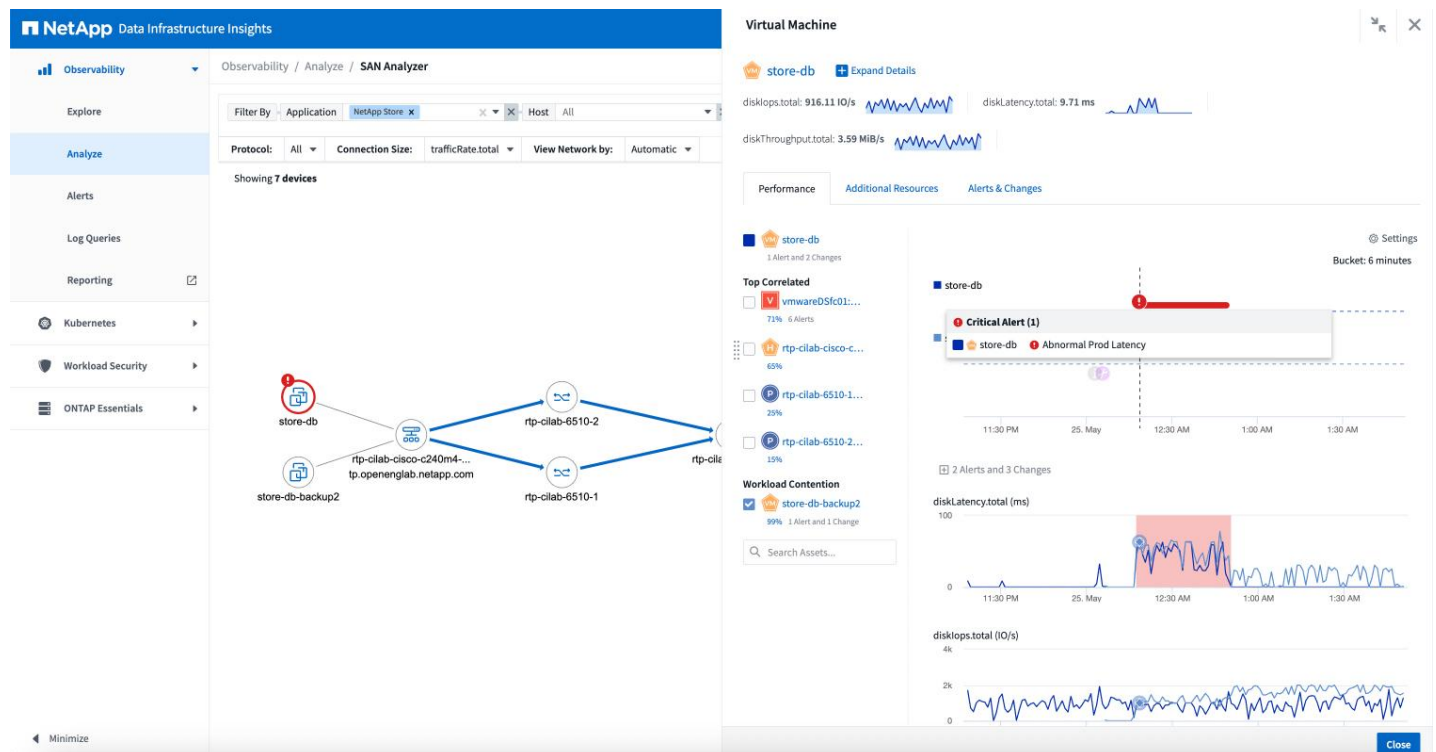 NetApp Data Infrastructure Insights
Observability
Explore
Analyze
Alerts
Log Queries
Reporting
Kubernetes
Workload Security
ONTAP Essentials
Minimize
Observability / Analyze / SAN Analyzer
Filter By Application NetApp Store x Host All
Protocol: All Connection Size: trafficRate.total View Network by: Automatic
Showing 7 devices
store-db
store-db-backup2
rtp-cilab-cisco-c240m4-...
tp.openenglab.netapp.com
rtp-cilab-6510-2
rtp-cilab-6510-1
rtp-cila
Virtual Machine
VM store-db Expand Details
diskIops.total: 916.11 IO/s diskLatency.total: 9.71 ms
diskThroughput.total: 3.59 MiB/s
Performance Additional Resources Alerts & Changes
VM store-db
1 Alert and 2 Changes
Top Correlated
V vmwareDSfc01:...
71% 6 Alerts
H rtp-cilab-cisco-c...
65%
P rtp-cilab-6510-1...
25%
P rtp-cilab-6510-2...
15%
Workload Contention
VM store-db-backup2
99% 1 Alert and 1 Change
Search Assets...
Settings
Bucket: 6 minutes
store-db
Critical Alert (1)
store-db Abnormal Prod Latency
11:30 PM 25. May 12:30 AM 1:00 AM 1:30 AM
2 Alerts and 3 Changes
diskLatency.total (ms)
100
0
11:30 PM 25. May 12:30 AM 1:00 AM 1:30 AM
diskIops.total (IO/s)
4k
2k
0
Close